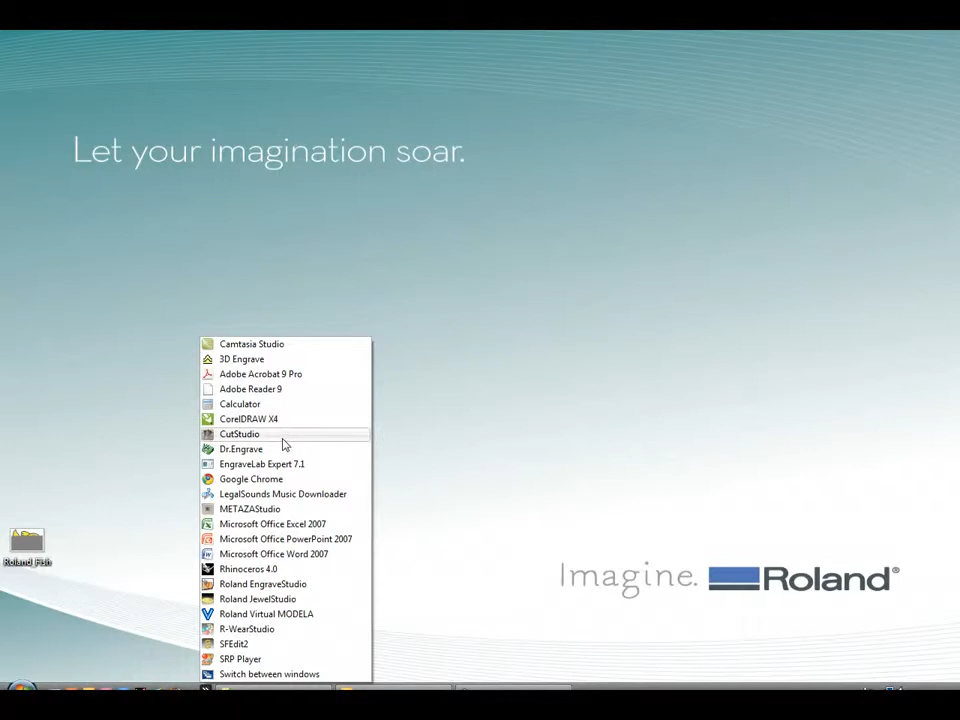 Let your imagination soar.
Camtasia Studio
3D Engrave
Adobe Acrobat 9 Pro
Adobe Reader 9
Calculator
CorelDRAW X4
CutStudio
Dr.Engrave
EngraveLab Expert 7.1
Google Chrome
LegalSounds Music Downloader
METAZAStudio
Microsoft Office Excel 2007
Microsoft Office PowerPoint 2007
Microsoft Office Word 2007
Rhinoceros 4.0
Roland EngraveStudio
Roland JewelStudio
Roland Virtual MODELA
R-WearStudio
SFEdit2
SRP Player
Switch between windows
Roland_Fish
Imagine. Roland®